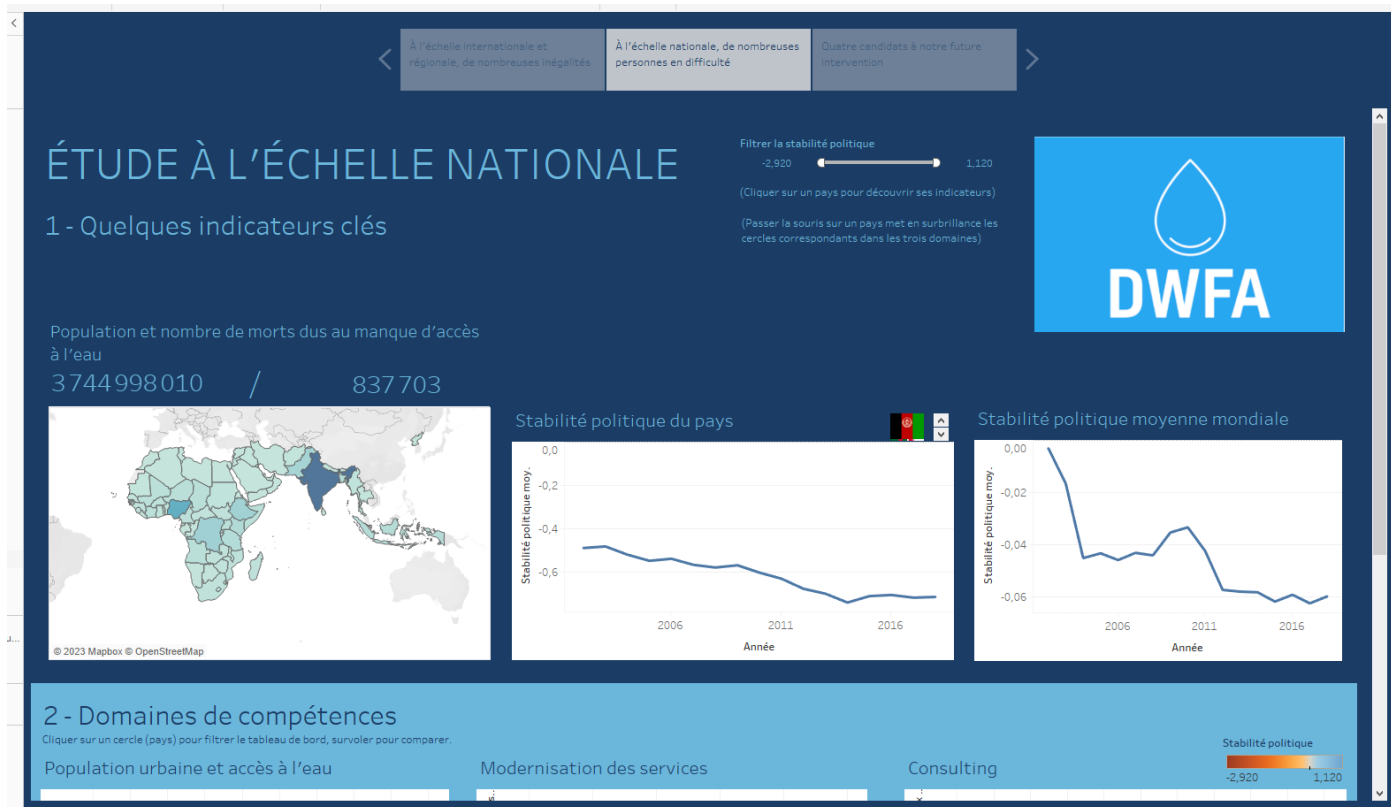 À l'échelle internationale et
régionale, de nombreuses inégalités
À l'échelle nationale, de nombreuses
personnes en difficulté
Quatre candidats à notre future
intervention
ÉTUDE À L'ÉCHELLE NATIONALE
1 - Quelques indicateurs clés
Filtrer la stabilité politique
-2,920 1,120
(Cliquer sur un pays pour découvrir ses indicateurs)
(Passer la souris sur un pays met en surbrillance les
cercles correspondants dans les trois domaines)
DWFA
Population et nombre de morts dus au manque d'accès
à l'eau
3 744 998 010 / 837 703
© 2023 Mapbox © OpenStreetMap
Stabilité politique du pays
Stabilité politique moy.
0,0
-0,2
-0,4
-0,6
2006 2011 2016
Année
Stabilité politique moyenne mondiale
Stabilité politique moy.
0,00
-0,02
-0,04
-0,06
2006 2011 2016
Année
2 - Domaines de compétences
Cliquer sur un cercle (pays) pour filtrer le tableau de bord, survoler pour comparer.
Stabilité politique
-2,920 1,120
Population urbaine et accès à l'eau
Modernisation des services
Consulting